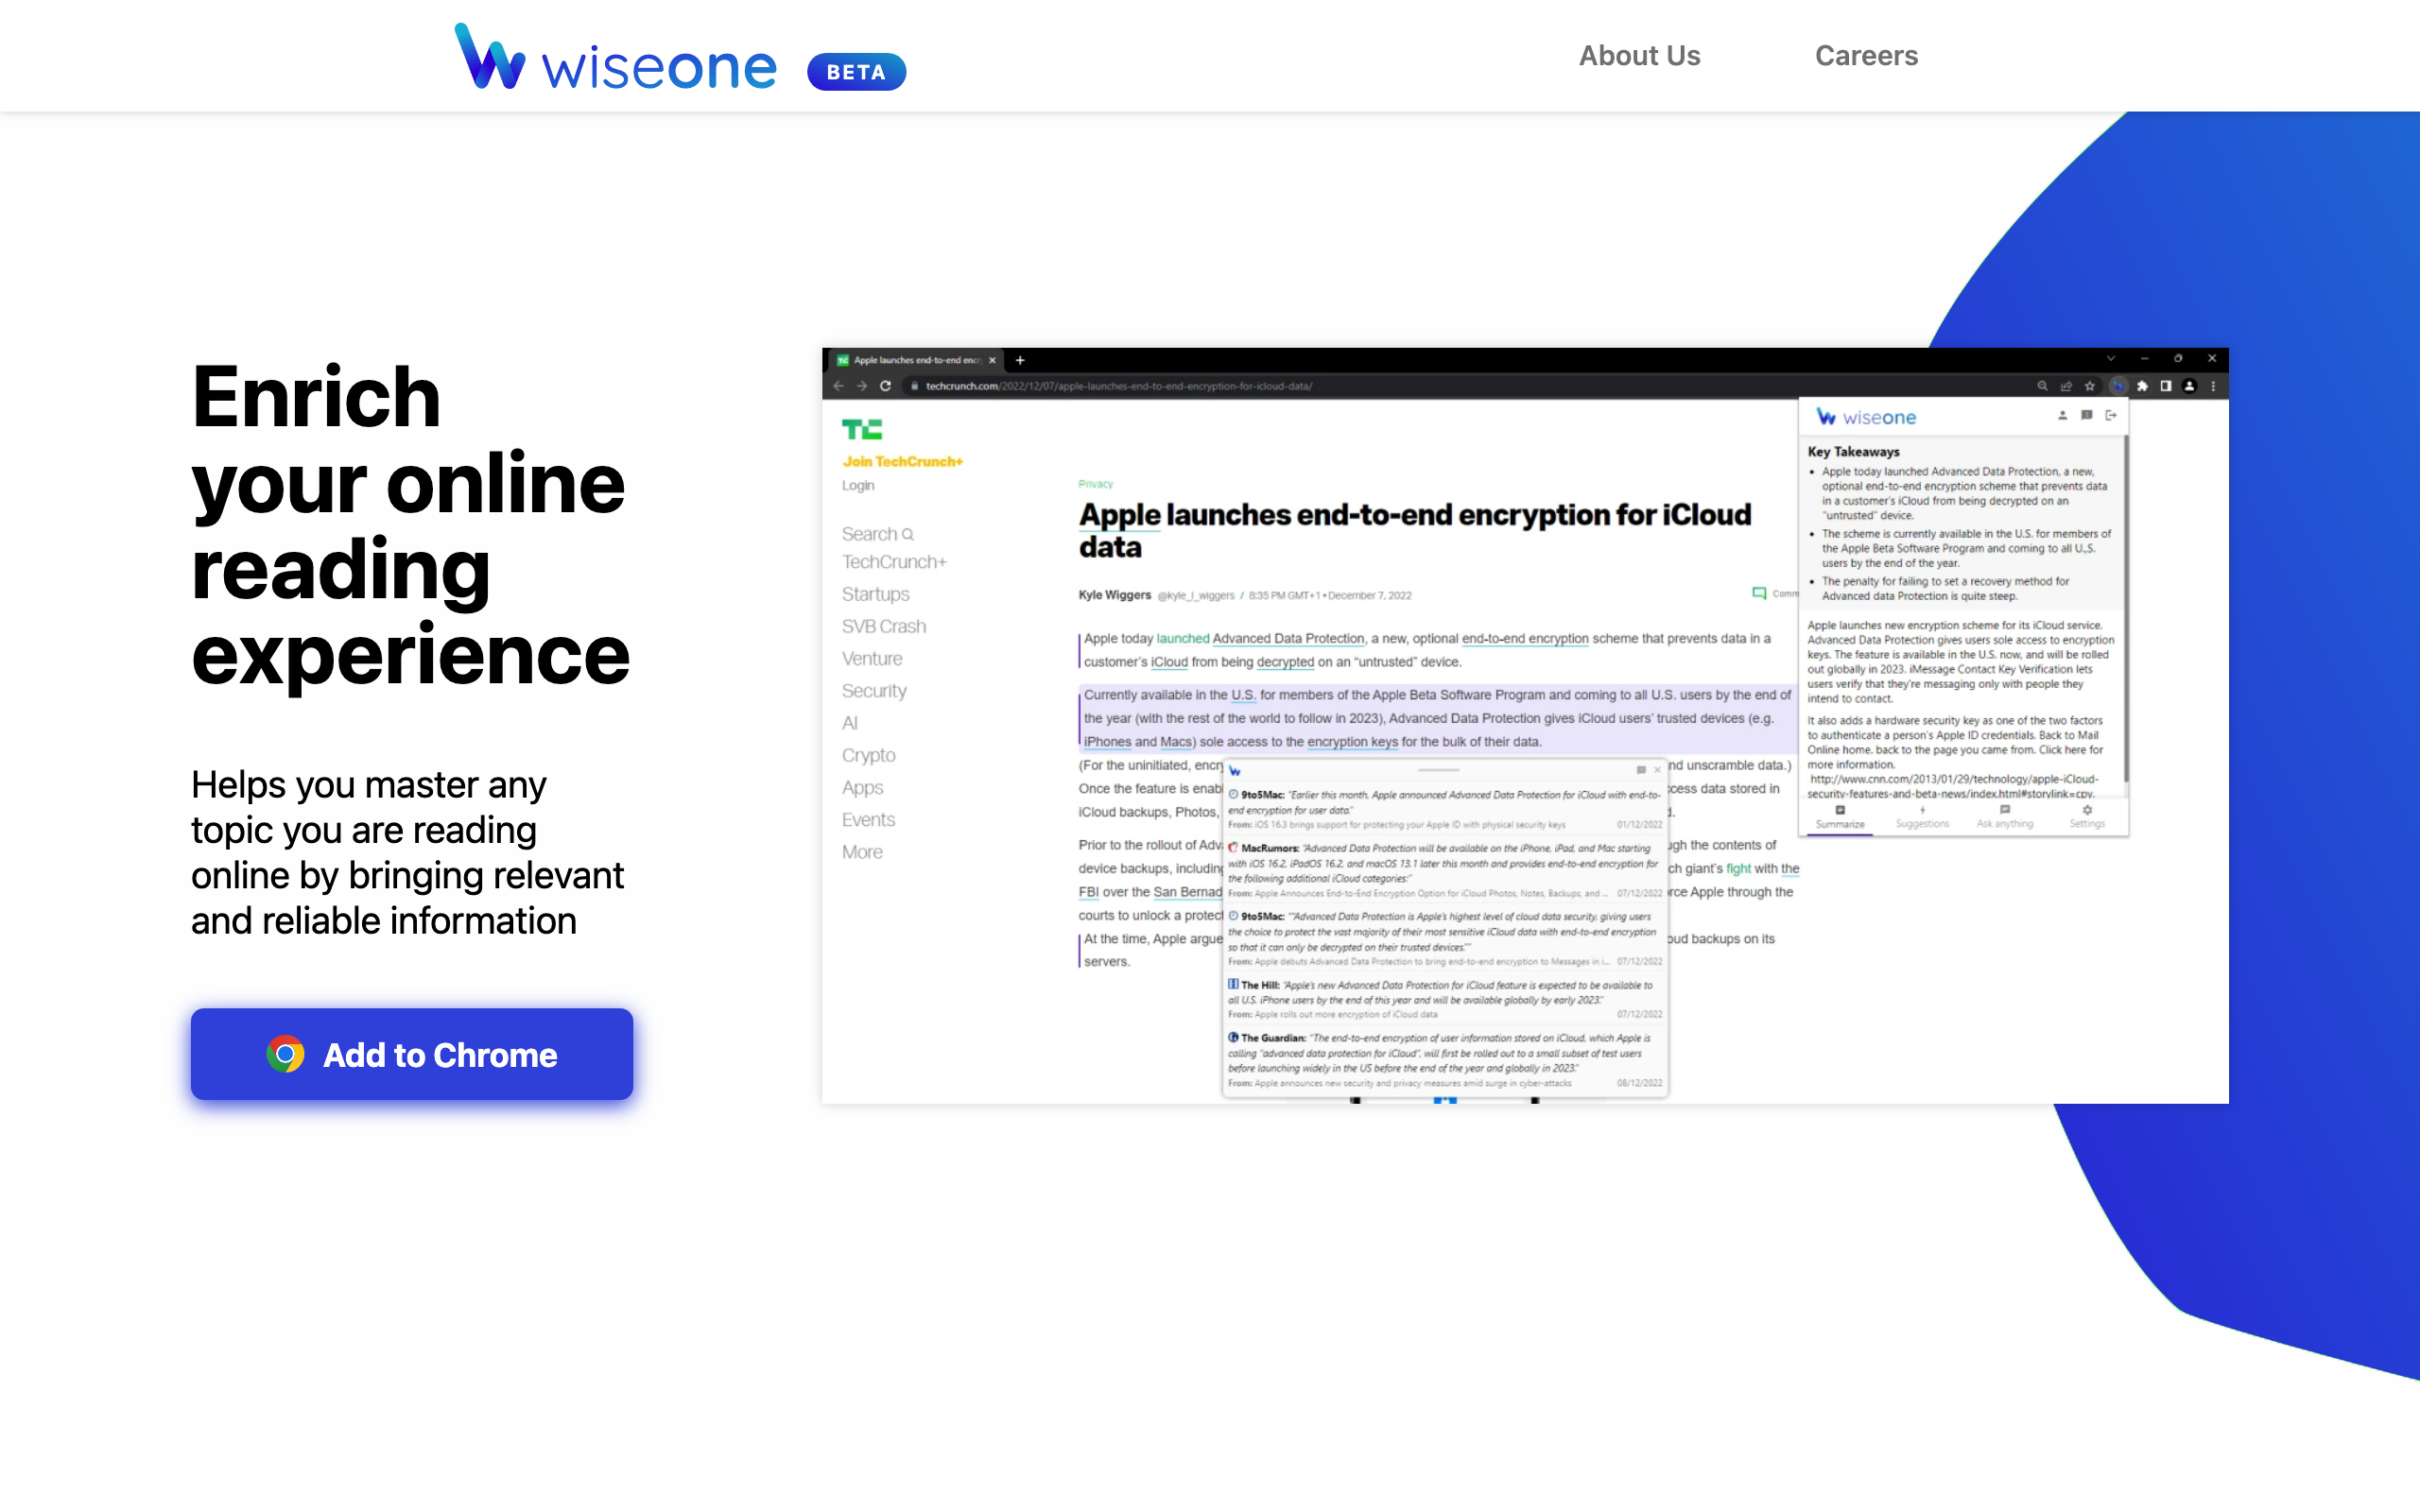 wiseone BETA
About Us
Careers
Enrich
your online
reading
experience
Helps you master any
topic you are reading
online by bringing relevant
and reliable information
Add to Chrome
Apple launches end-to-end encr
techcrunch.com/2022/12/07/apple-launches-end-to-end-encryption-for-icloud-data/
TC
Join TechCrunch+
Login
Search
TechCrunch+
Startups
SVB Crash
Venture
Security
AI
Crypto
Apps
Events
More
Privacy
Apple launches end-to-end encryption for iCloud
data
Kyle Wiggers @kyle_l_wiggers / 8:35 PM GMT+1 • December 7, 2022
Comm
Apple today launched Advanced Data Protection, a new, optional end-to-end encryption scheme that prevents data in a
customer's iCloud from being decrypted on an “untrusted” device.
Currently available in the U.S. for members of the Apple Beta Software Program and coming to all U.S. users by the end of
the year (with the rest of the world to follow in 2023), Advanced Data Protection gives iCloud users' trusted devices (e.g.
iPhones and Macs) sole access to the encryption keys for the bulk of their data.
(For the uninitiated, encry nd unscramble data.)
Once the feature is enab cess data stored in
iCloud backups, Photos, d.
Prior to the rollout of Adv ugh the contents of
device backups, including ch giant's fight with the
FBI over the San Bernad rce Apple through the
courts to unlock a protect
At the time, Apple argue oud backups on its
servers.
9to5Mac: "Earlier this month, Apple announced Advanced Data Protection for iCloud with end-to-
end encryption for user data."
From: iOS 16.3 brings support for protecting your Apple ID with physical security keys 01/12/2022
MacRumors: "Advanced Data Protection will be available on the iPhone, iPad, and Mac starting
with iOS 16.2, iPadOS 16.2, and macOS 13.1 later this month and provides end-to-end encryption for
the following additional iCloud categories:"
From: Apple Announces End-to-End Encryption Option for iCloud Photos, Notes, Backups, and ... 07/12/2022
9to5Mac: ""Advanced Data Protection is Apple's highest level of cloud data security, giving users
the choice to protect the vast majority of their most sensitive iCloud data with end-to-end encryption
so that it can only be decrypted on their trusted devices.""
From: Apple debuts Advanced Data Protection to bring end-to-end encryption to Messages in i... 07/12/2022
The Hill: "Apple's new Advanced Data Protection for iCloud feature is expected to be available to
all U.S. iPhone users by the end of this year and will be available globally by early 2023."
From: Apple rolls out more encryption of iCloud data 07/12/2022
The Guardian: "The end-to-end encryption of user information stored on iCloud, which Apple is
calling "advanced data protection for iCloud", will first be rolled out to a small subset of test users
before launching widely in the US before the end of the year and globally in 2023."
From: Apple announces new security and privacy measures amid surge in cyber-attacks 08/12/2022
wiseone
Key Takeaways
• Apple today launched Advanced Data Protection, a new,
optional end-to-end encryption scheme that prevents data
in a customer's iCloud from being decrypted on an
"untrusted" device.
• The scheme is currently available in the U.S. for members of
the Apple Beta Software Program and coming to all U.,S.
users by the end of the year.
• The penalty for failing to set a recovery method for
Advanced data Protection is quite steep.
Apple launches new encryption scheme for its iCloud service.
Advanced Data Protection gives users sole access to encryption
keys. The feature is available in the U.S. now, and will be rolled
out globally in 2023. iMessage Contact Key Verification lets
users verify that they're messaging only with people they
intend to contact.
It also adds a hardware security key as one of the two factors
to authenticate a person's Apple ID credentials. Back to Mail
Online home. back to the page you came from. Click here for
more information.
http://www.cnn.com/2013/01/29/technology/apple-iCloud-
security-features-and-beta-news/index.html#storylink=cpy.
Summarize
Suggestions
Ask anything
Settings